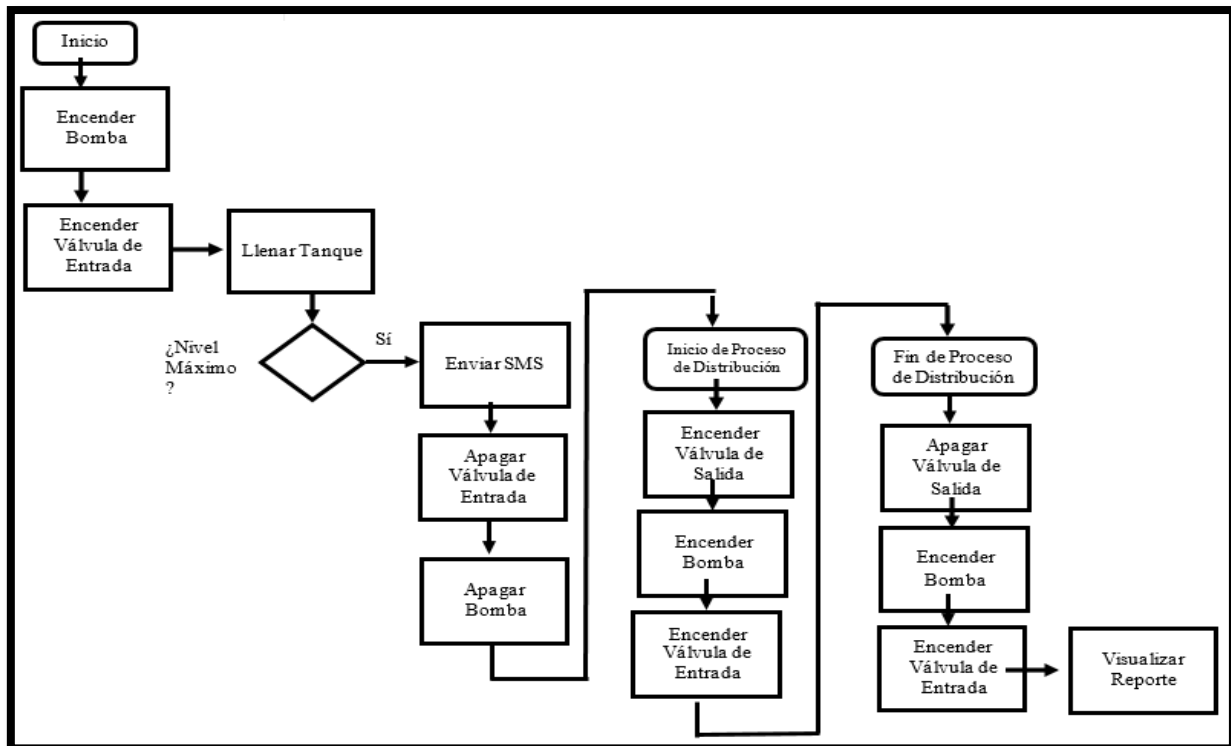 Inicio
Encender
Bomba
Encender
Válvula de
Entrada
Llenar Tanque
¿Nivel
Máximo
?
Sí
Enviar SMS
Apagar
Válvula de
Entrada
Apagar
Bomba
Inicio de Proceso
de Distribución
Encender
Válvula de
Salida
Encender
Bomba
Encender
Válvula de
Entrada
Fin de Proceso
de Distribución
Apagar
Válvula de
Salida
Encender
Bomba
Encender
Válvula de
Entrada
Visualizar
Reporte